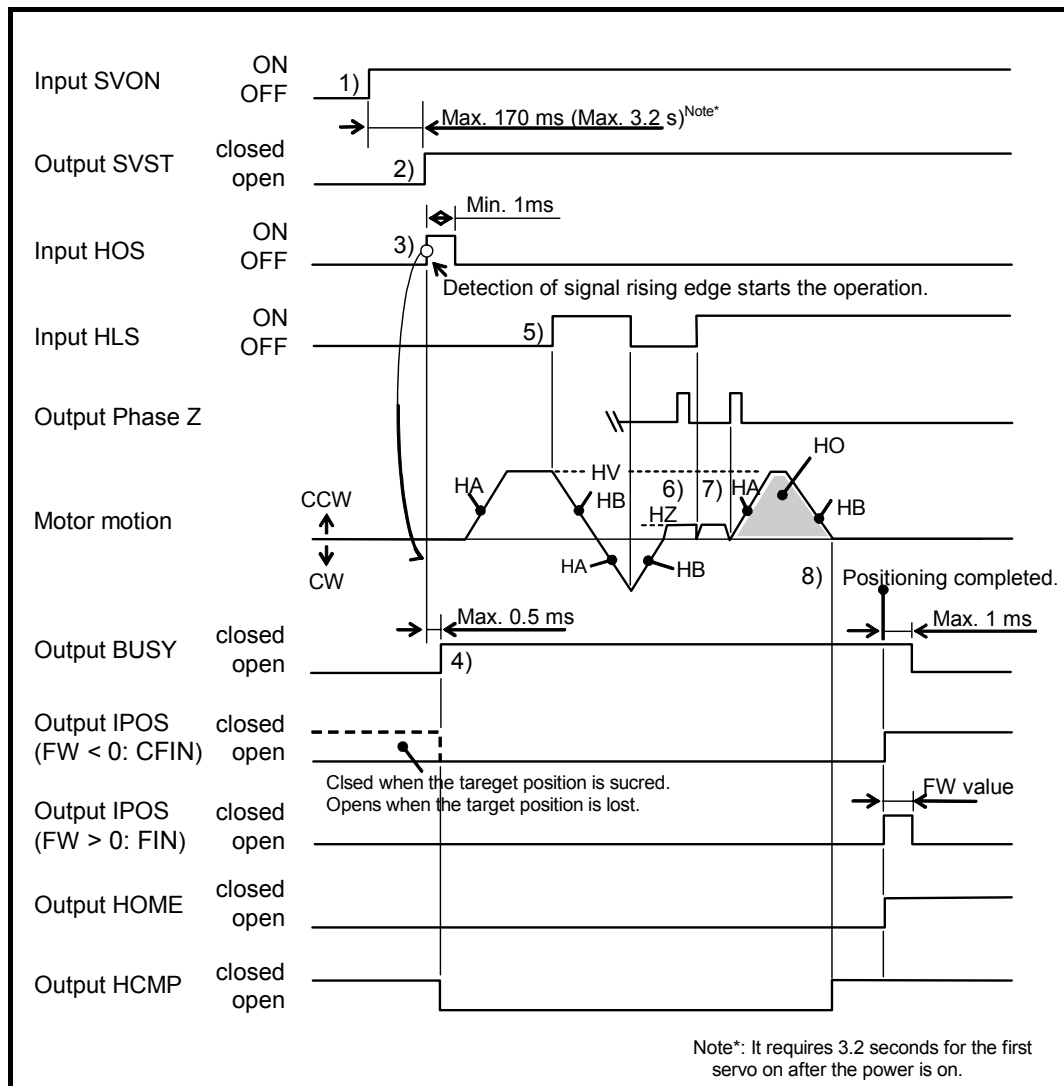 Input SVON ON
OFF 1)
Max. 170 ms (Max. 3.2 s)Note*
Output SVST closed
open 2)
Min. 1ms
Input HOS ON
OFF 3)
Detection of signal rising edge starts the operation.
Input HLS ON
OFF 5)
Output Phase Z
HO
HV
HA HB 6) 7) HA HB
HZ
Motor motion CCW
CW
HA HB 8) Positioning completed.
Max. 0.5 ms Max. 1 ms
Output BUSY closed
open 4)
Output IPOS closed
(FW < 0: CFIN) open
Clsed when the tareget position is sucred.
Opens when the target position is lost.
FW value
Output IPOS closed
(FW > 0: FIN) open
Output HOME closed
open
Output HCMP closed
open
Note*: It requires 3.2 seconds for the first
servo on after the power is on.